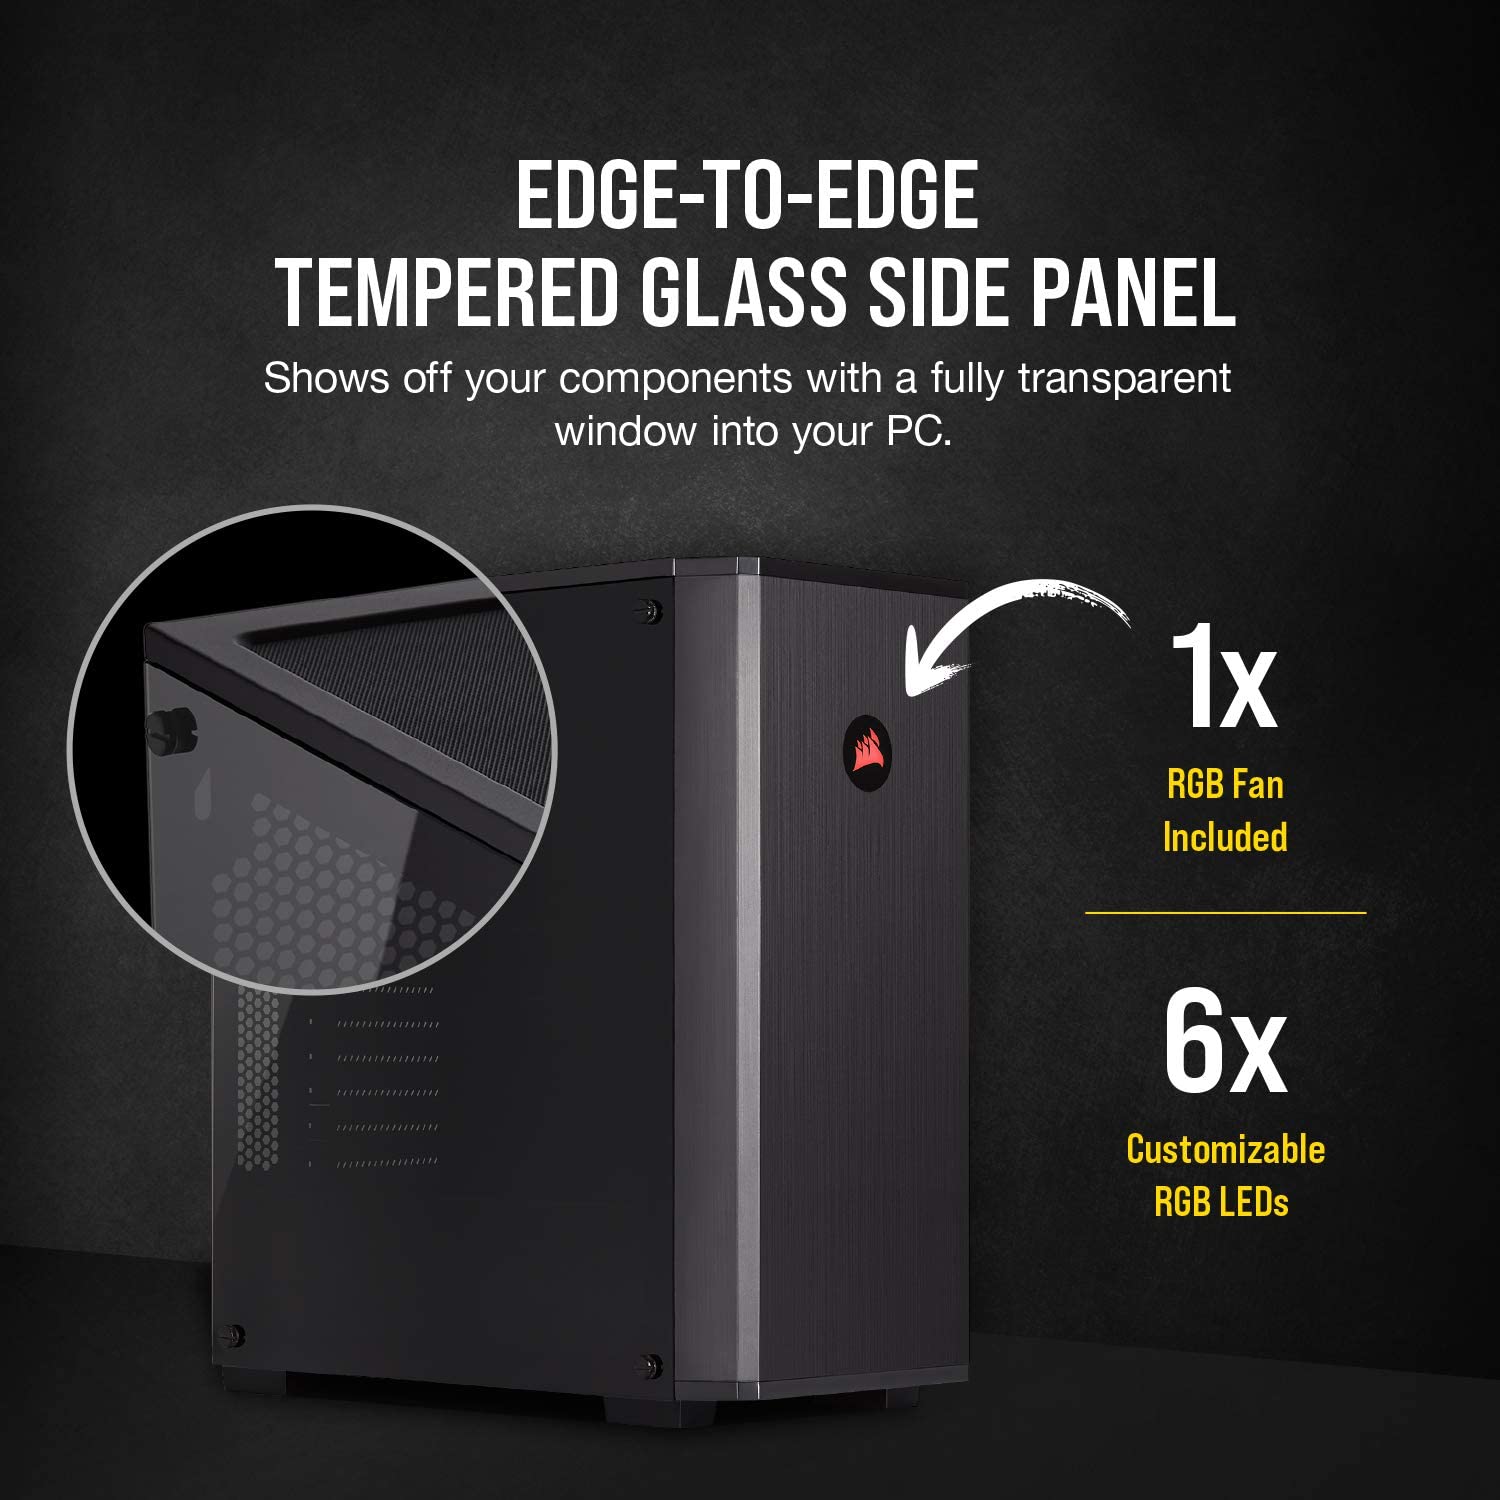 EDGE-TO-EDGE
TEMPERED GLASS SIDE PANEL
Shows off your components with a fully transparent
window into your PC.
1x
RGB Fan
Included
6x
Customizable
RGB LEDs